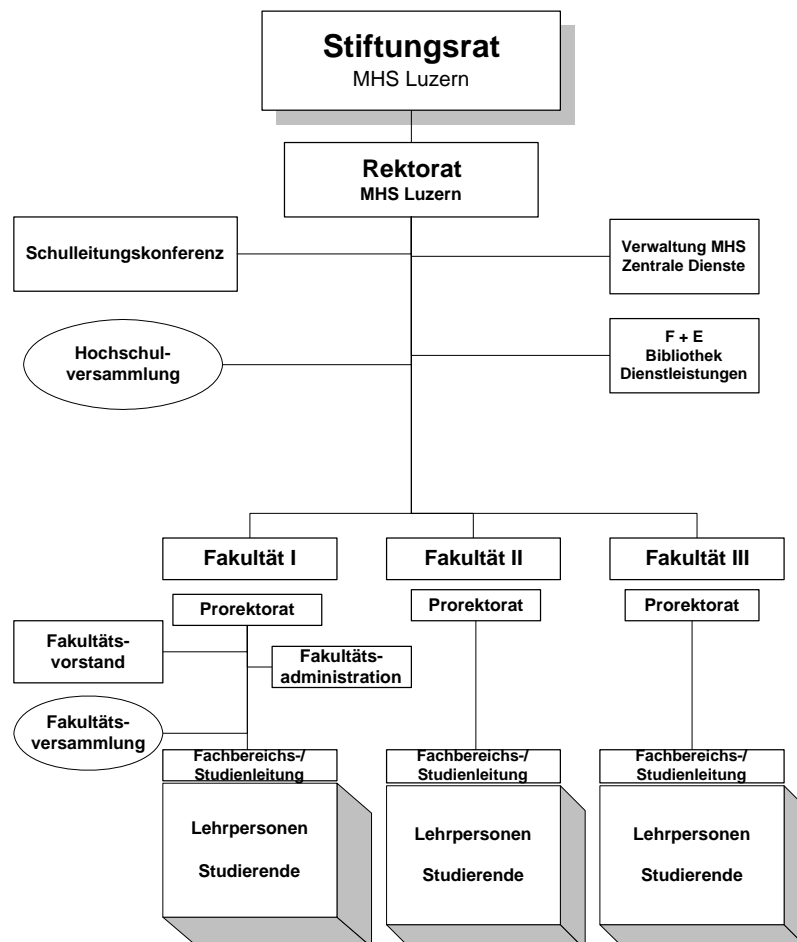 Stiftungsrat
MHS Luzern
Rektorat
MHS Luzern
Schulleitungskonferenz
Verwaltung MHS
Zentrale Dienste
Hochschul-
versammlung
F + E
Bibliothek
Dienstleistungen
Fakultät I
Fakultät II
Fakultät III
Prorektorat
Prorektorat
Prorektorat
Fakultäts-
vorstand
Fakultäts-
administration
Fakultäts-
versammlung
Fachbereichs-/
Studienleitung
Fachbereichs-/
Studienleitung
Fachbereichs-/
Studienleitung
Lehrpersonen
Studierende
Lehrpersonen
Studierende
Lehrpersonen
Studierende